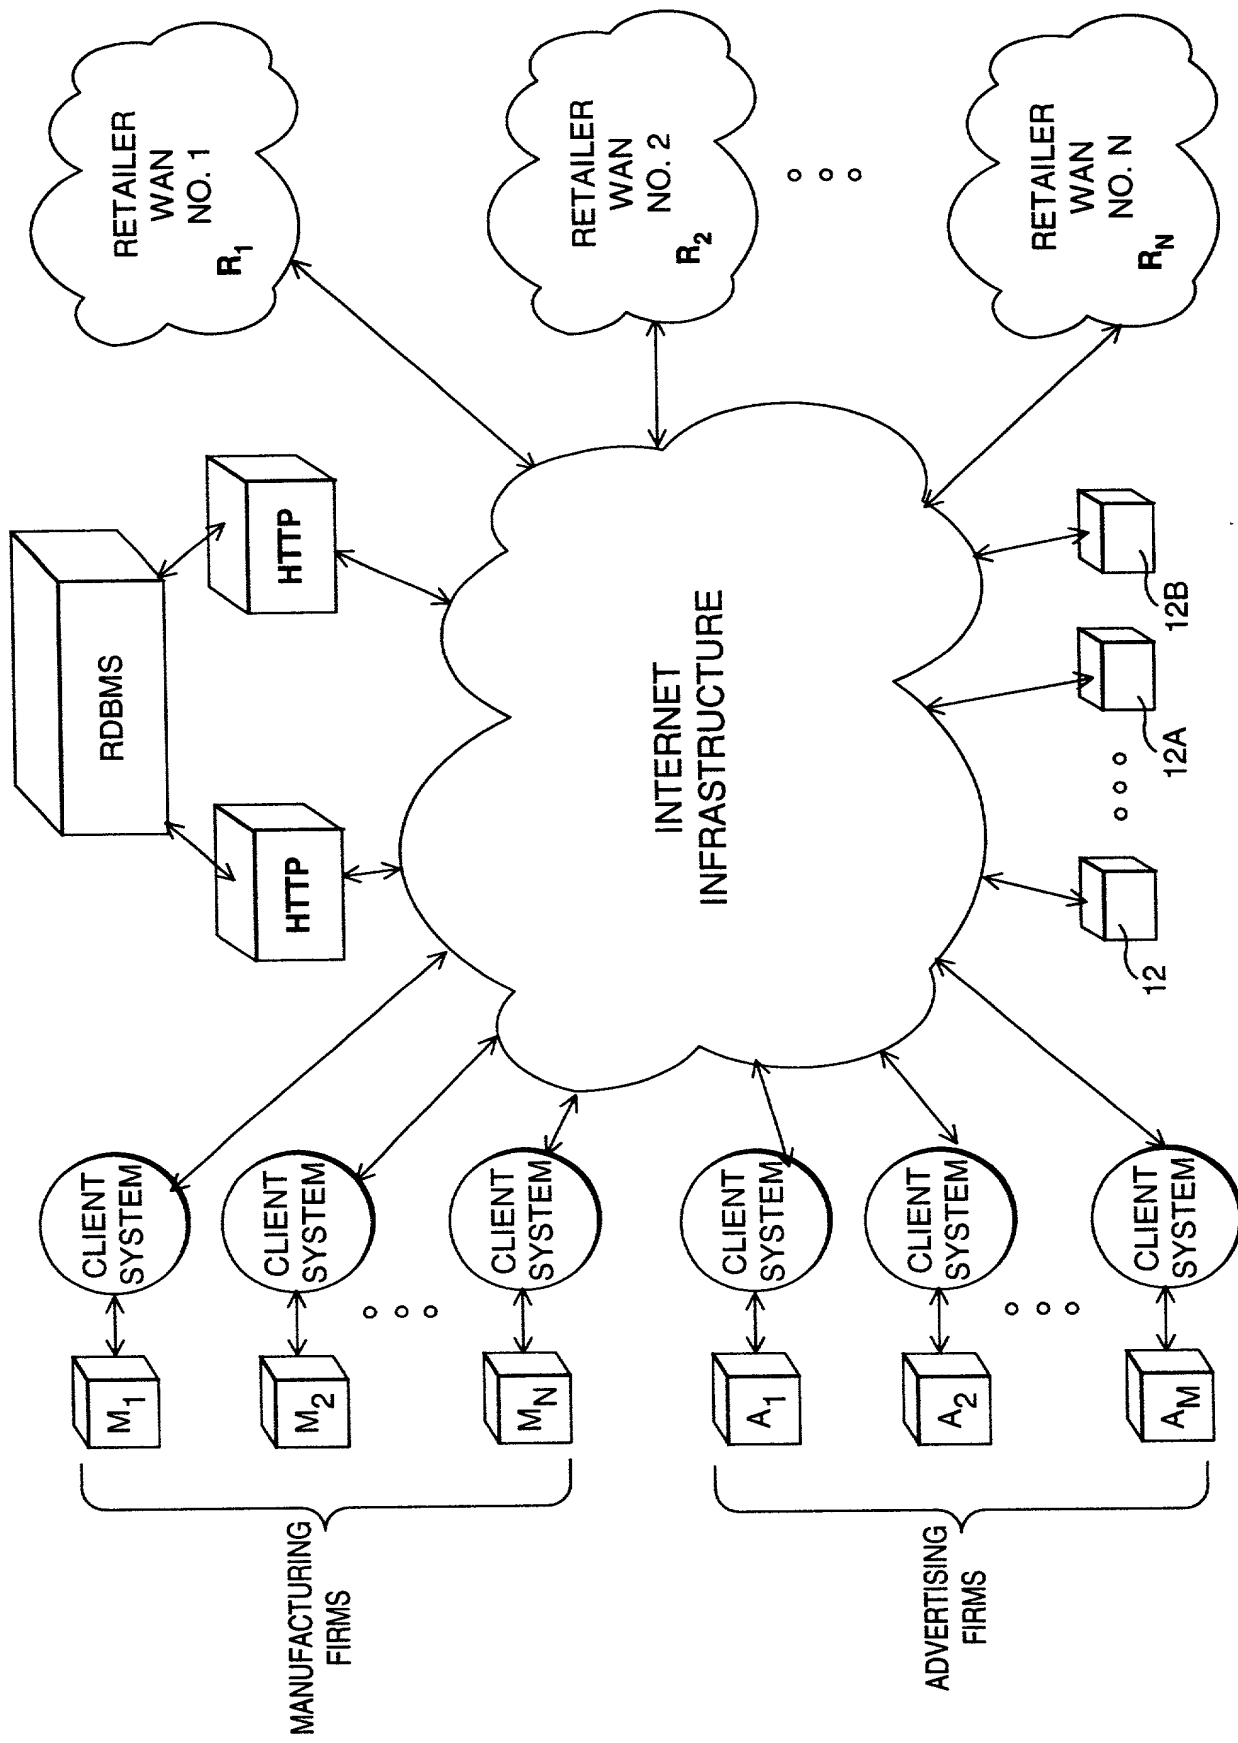 RDBMS
HTTP
HTTP
MANUFACTURING
FIRMS
M1
CLIENT
SYSTEM
M2
CLIENT
SYSTEM
MN
CLIENT
SYSTEM
ADVERTISING
FIRMS
A1
CLIENT
SYSTEM
A2
CLIENT
SYSTEM
AM
CLIENT
SYSTEM
INTERNET
INFRASTRUCTURE
12
12A
12B
RETAILER
WAN
NO. 1
R1
RETAILER
WAN
NO. 2
R2
RETAILER
WAN
NO. N
RN